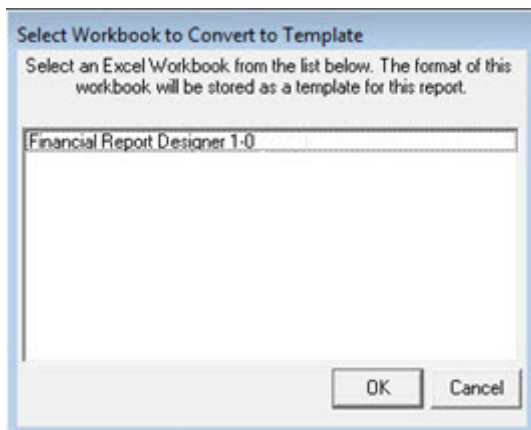 Select Workbook to Convert to Template
Select an Excel Workbook from the list below. The format of this
workbook will be stored as a template for this report.
Financial Report Designer 1-0
OK
Cancel